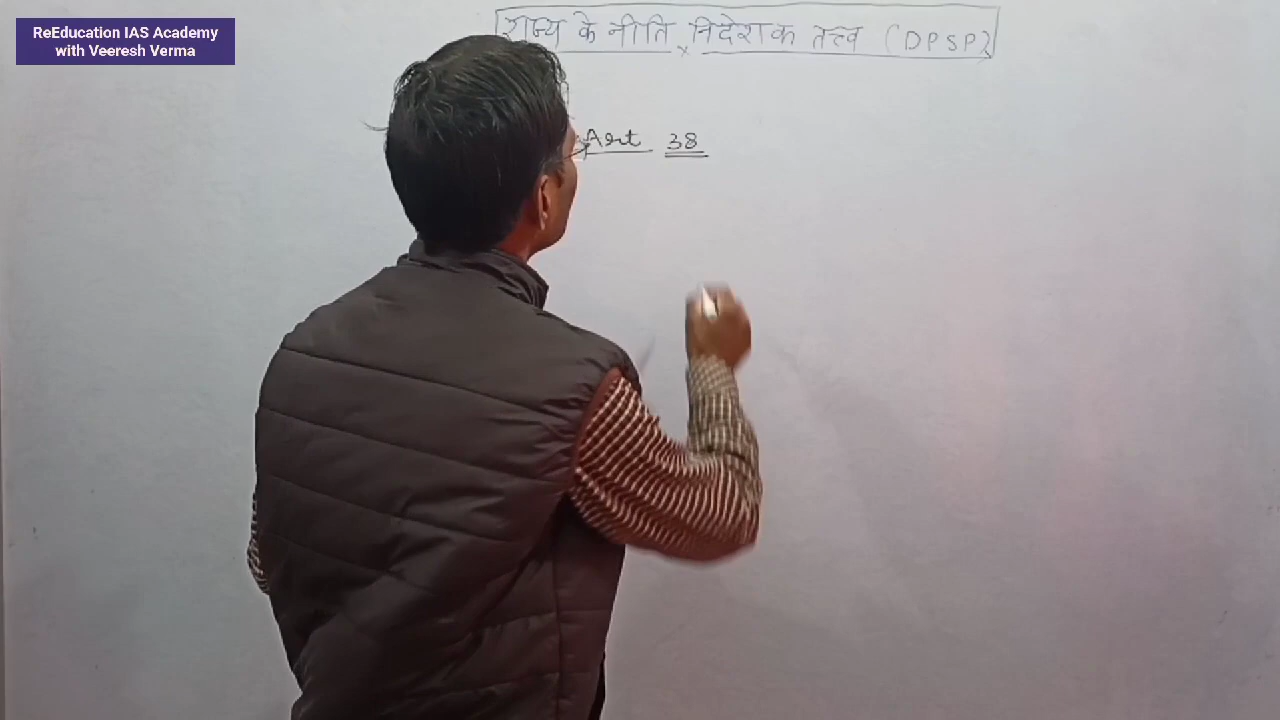 ReEducation IAS Academy
with Veeresh Verma
राज्य के नीति निदेशक तत्त्व (DPSP)
Art 38